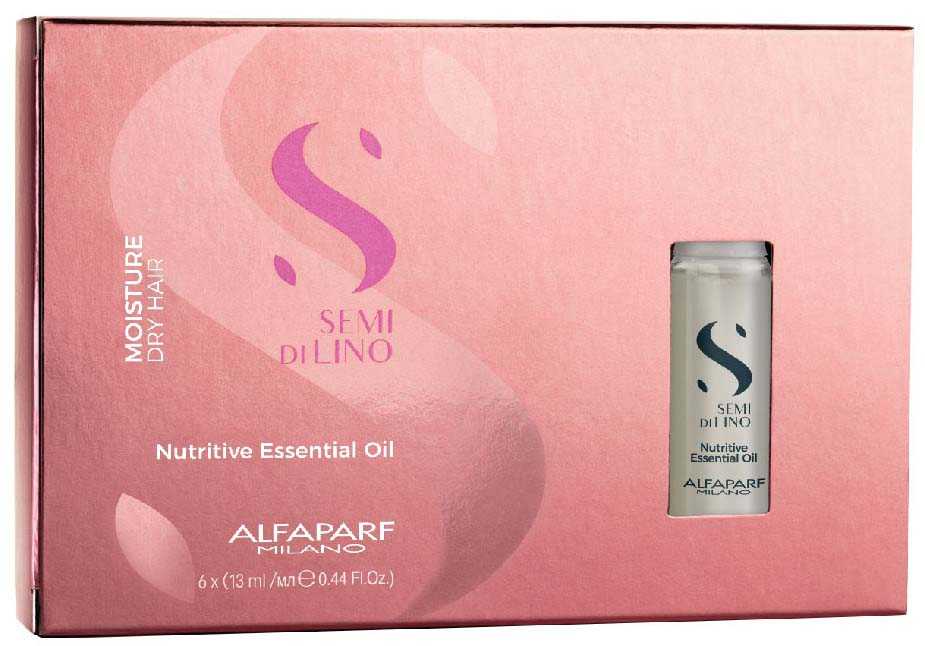 MOISTURE
DRY HAIR
SEMI
DI LINO
Nutritive Essential Oil
ALFAPARF
MILANO
6 x (13 ml /мл ℮ 0.44 Fl.Oz.)
SEMI
DI LINO
Nutritive
Essential Oil
ALFAPARF
MILANO